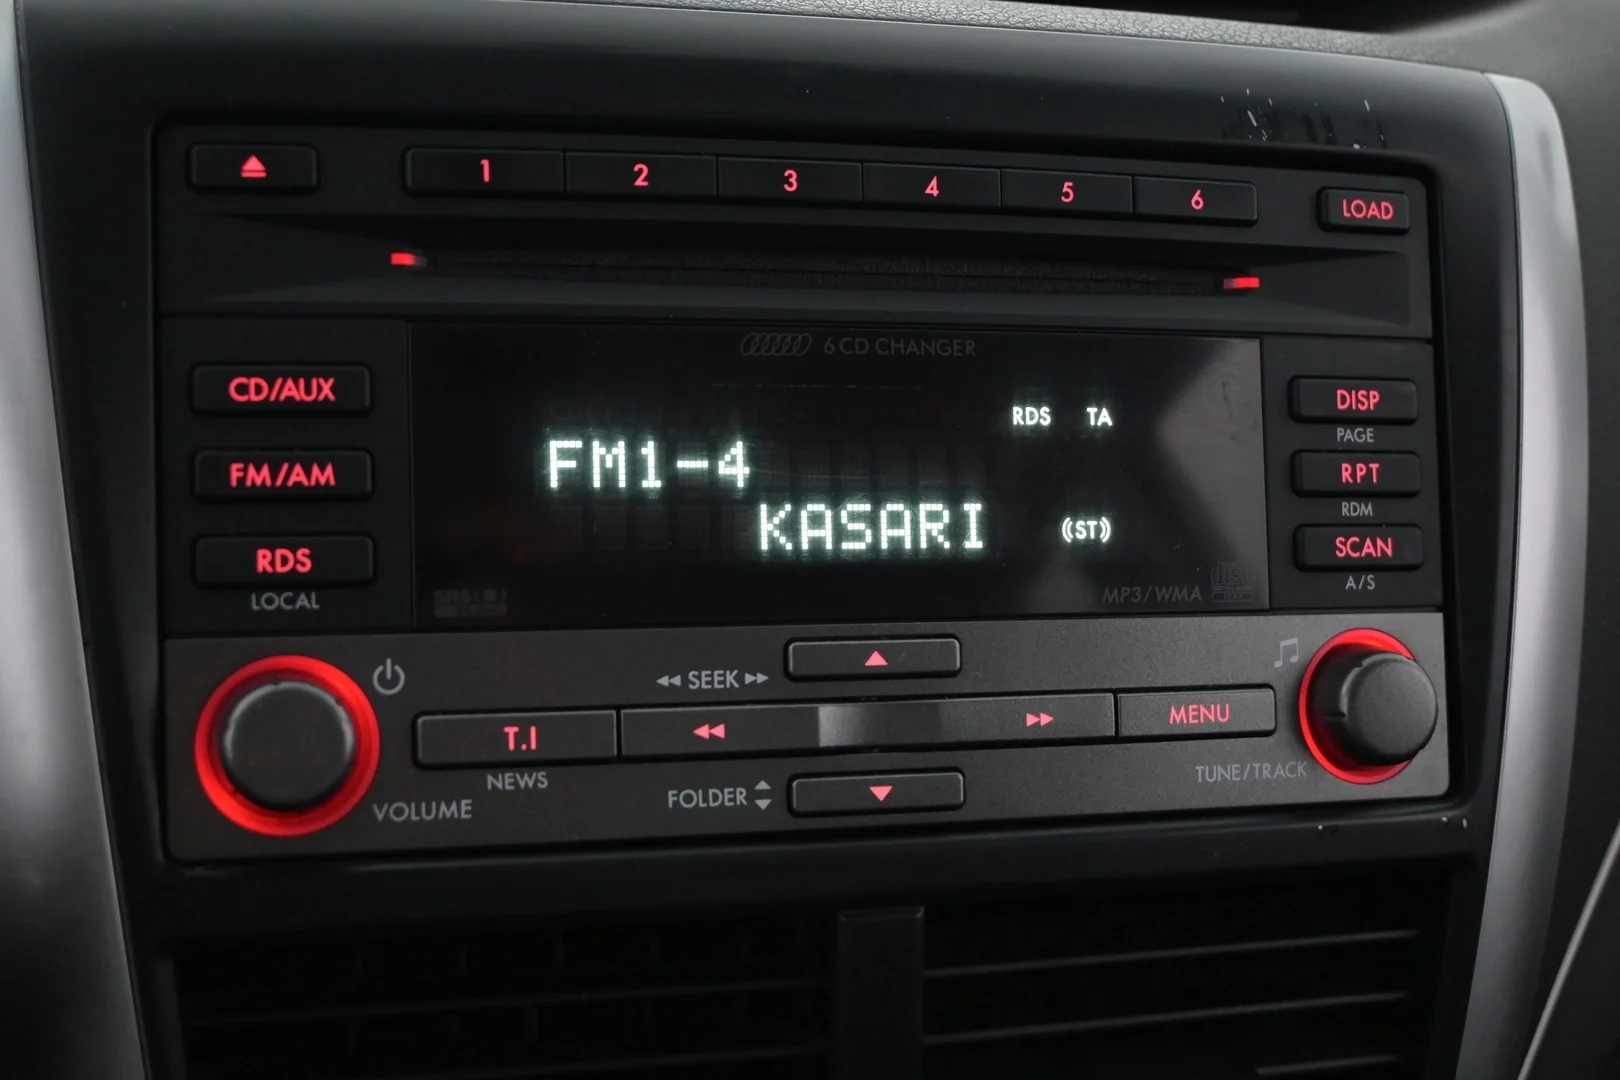 1 2 3 4 5 6
LOAD
6 CD CHANGER
CD/AUX
FM/AM
RDS
LOCAL
RDS TA
FM1-4
KASARI
(ST)
MP3/WMA
DISP
PAGE
RPT
RDM
SCAN
A/S
SEEK
T.I
MENU
NEWS
VOLUME
FOLDER
TUNE/TRACK